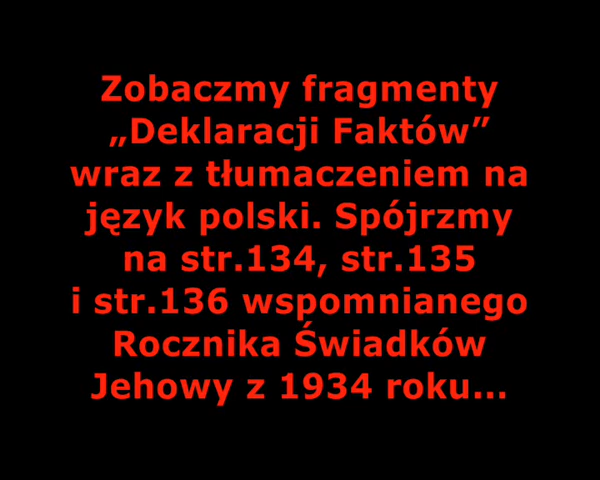 Zobaczmy fragmenty
„Deklaracji Faktów”
wraz z tłumaczeniem na
język polski. Spójrzmy
na str.134, str.135
i str.136 wspomnianego
Rocznika Świadków
Jehowy z 1934 roku...